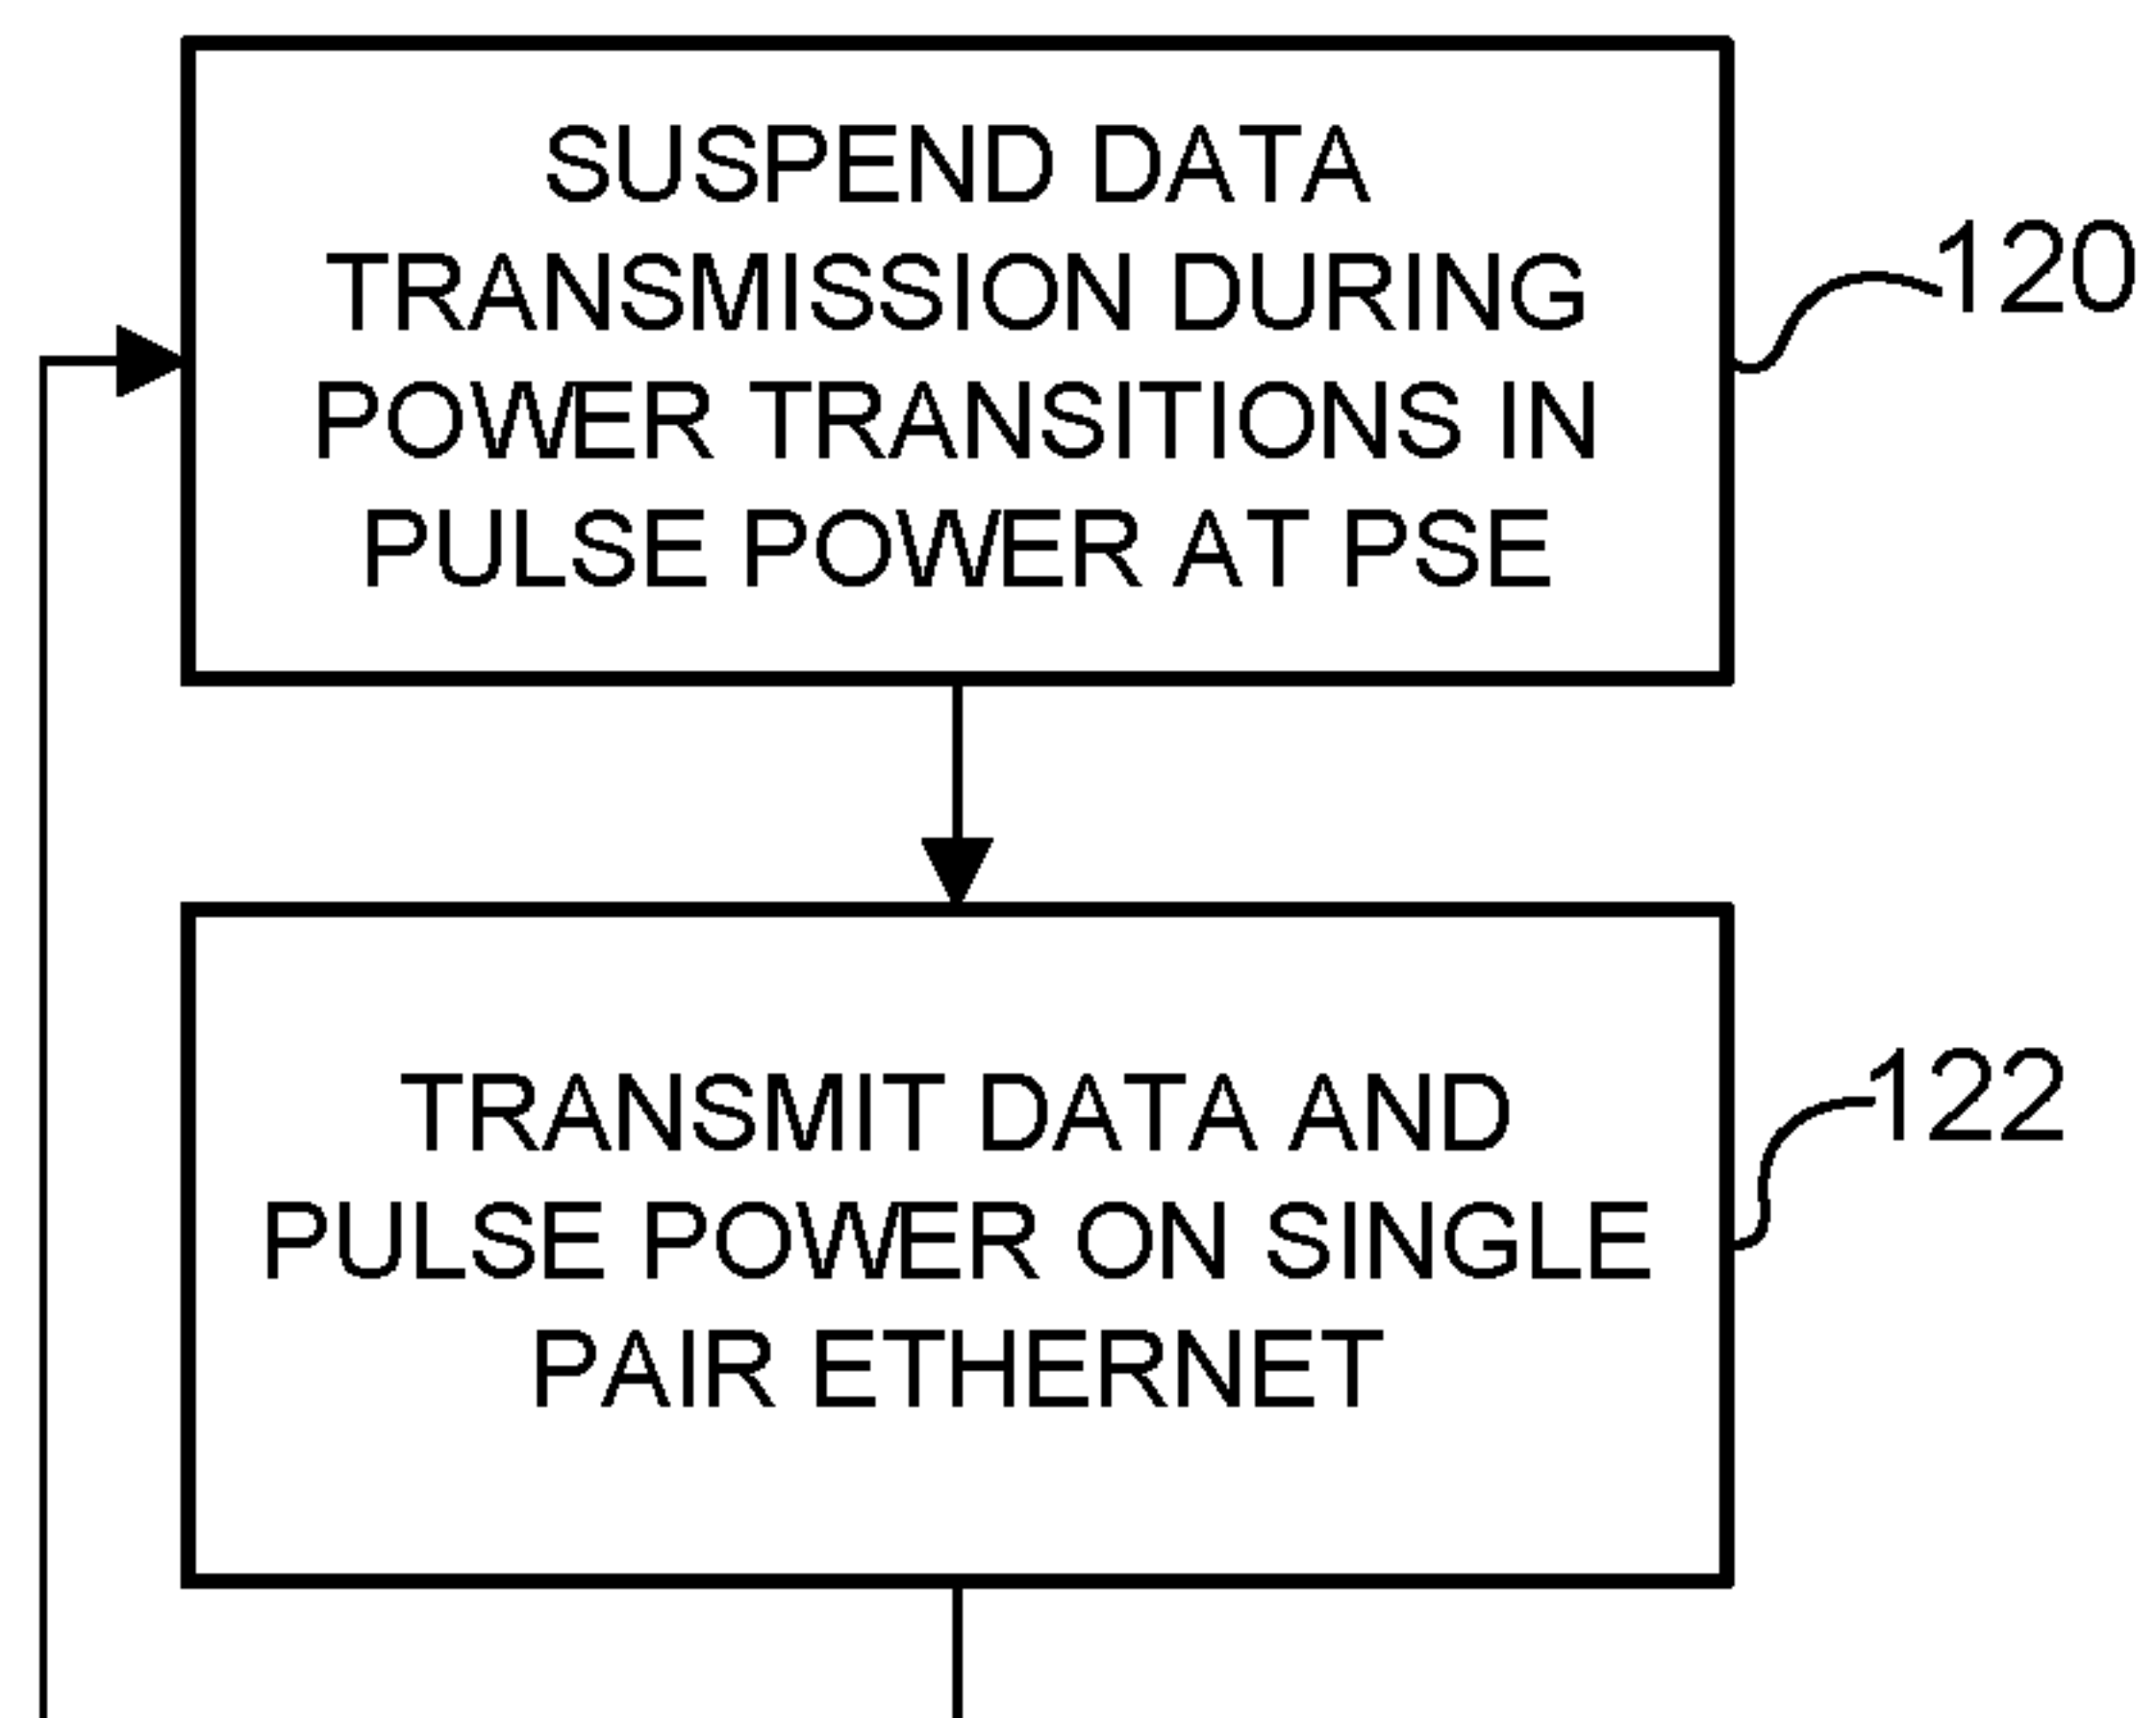 SUSPEND DATA
TRANSMISSION DURING
POWER TRANSITIONS IN
PULSE POWER AT PSE
120
TRANSMIT DATA AND
PULSE POWER ON SINGLE
PAIR ETHERNET
122